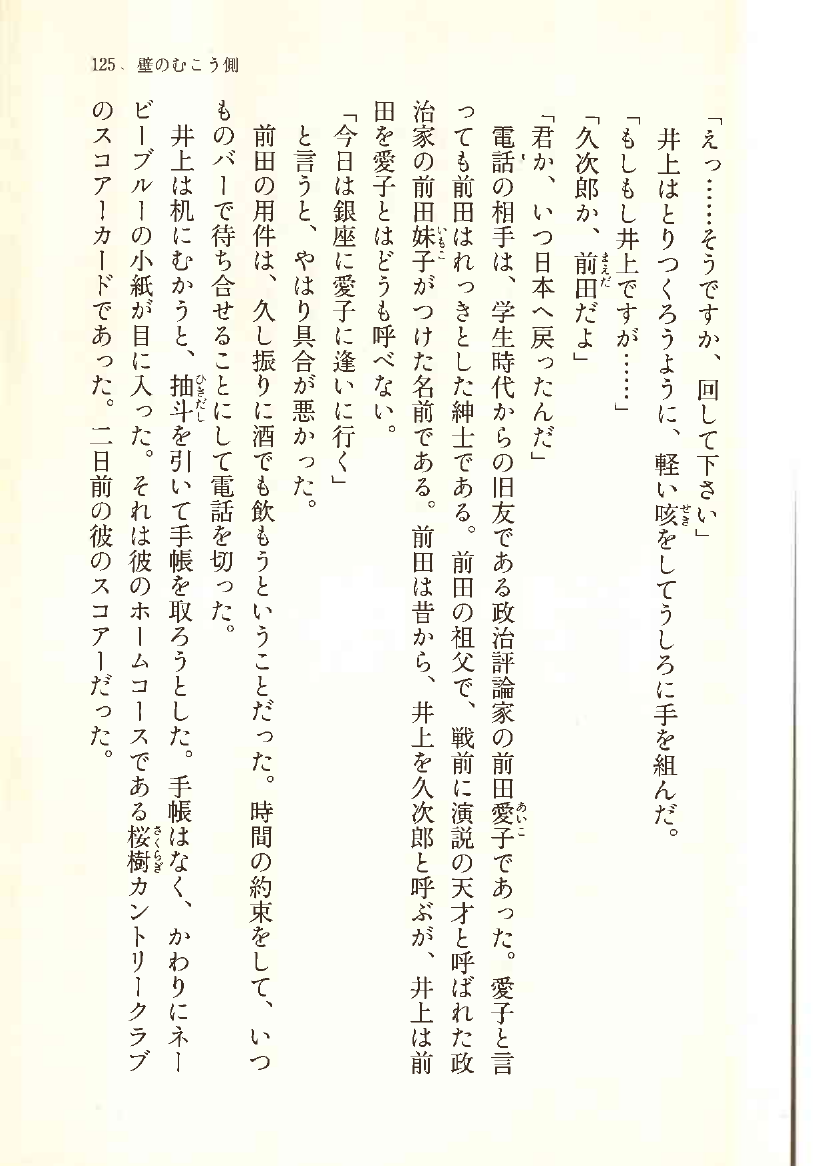 125、壁のむこう側
「えっ……そうですか、回して下さい」
井上はとりつくろうように、軽い咳をしてうしろに手を組んだ。
「もしもし井上ですが……」
「久次郎か、前田だよ」
「君か、いつ日本へ戻ったんだ」
電話の相手は、学生時代からの旧友である政治評論家の前田愛子であった。愛子と言
っても前田はれっきとした紳士である。前田の祖父で、戦前に演説の天才と呼ばれた政
治家の前田妹子がつけた名前である。前田は昔から、井上を久次郎と呼ぶが、井上は前
田を愛子とはどうも呼べない。
「今日は銀座に愛子に逢いに行く」
と言うと、やはり具合が悪かった。
前田の用件は、久し振りに酒でも飲もうということだった。時間の約束をして、いつ
ものバーで待ち合せることにして電話を切った。
井上は机にむかうと、抽斗を引いて手帳を取ろうとした。手帳はなく、かわりにネー
ビーブルーの小紙が目に入った。それは彼のホームコースである桜樹カントリークラブ
のスコアーカードであった。二日前の彼のスコアーだった。
せき
まえだ
あいこ
いもこ
ひきだし
さくらぎ